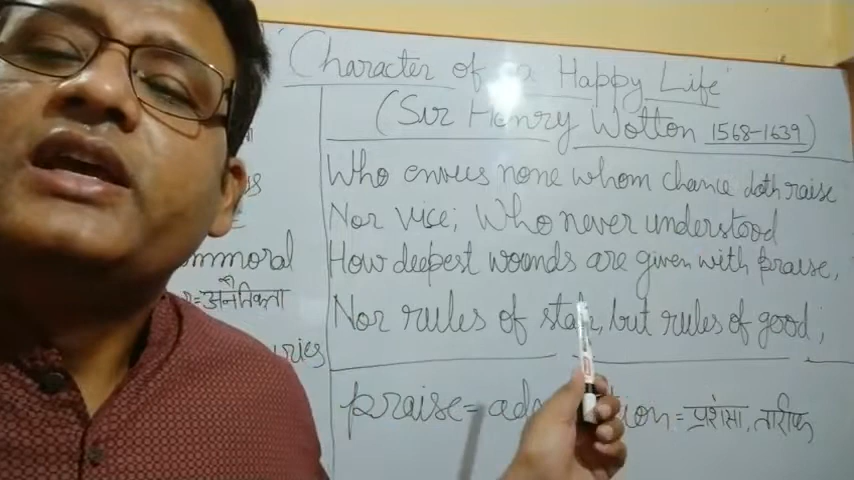 'Character of a Happy Life'
(Sir Henry Wotton 1568-1639)
Who envies none whom chance doth raise
Nor vice; Who never understood
How deepest wounds are given with praise,
Nor rules of state, but rules of good;
mmoral
= अनैतिकता
ries
praise = ad tion = प्रशंसा, तारीफ